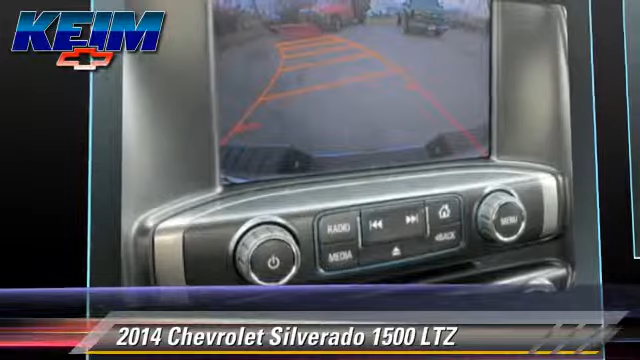 KEIM
RADIO
MEDIA
BACK
MENU
2014 Chevrolet Silverado 1500 LTZ